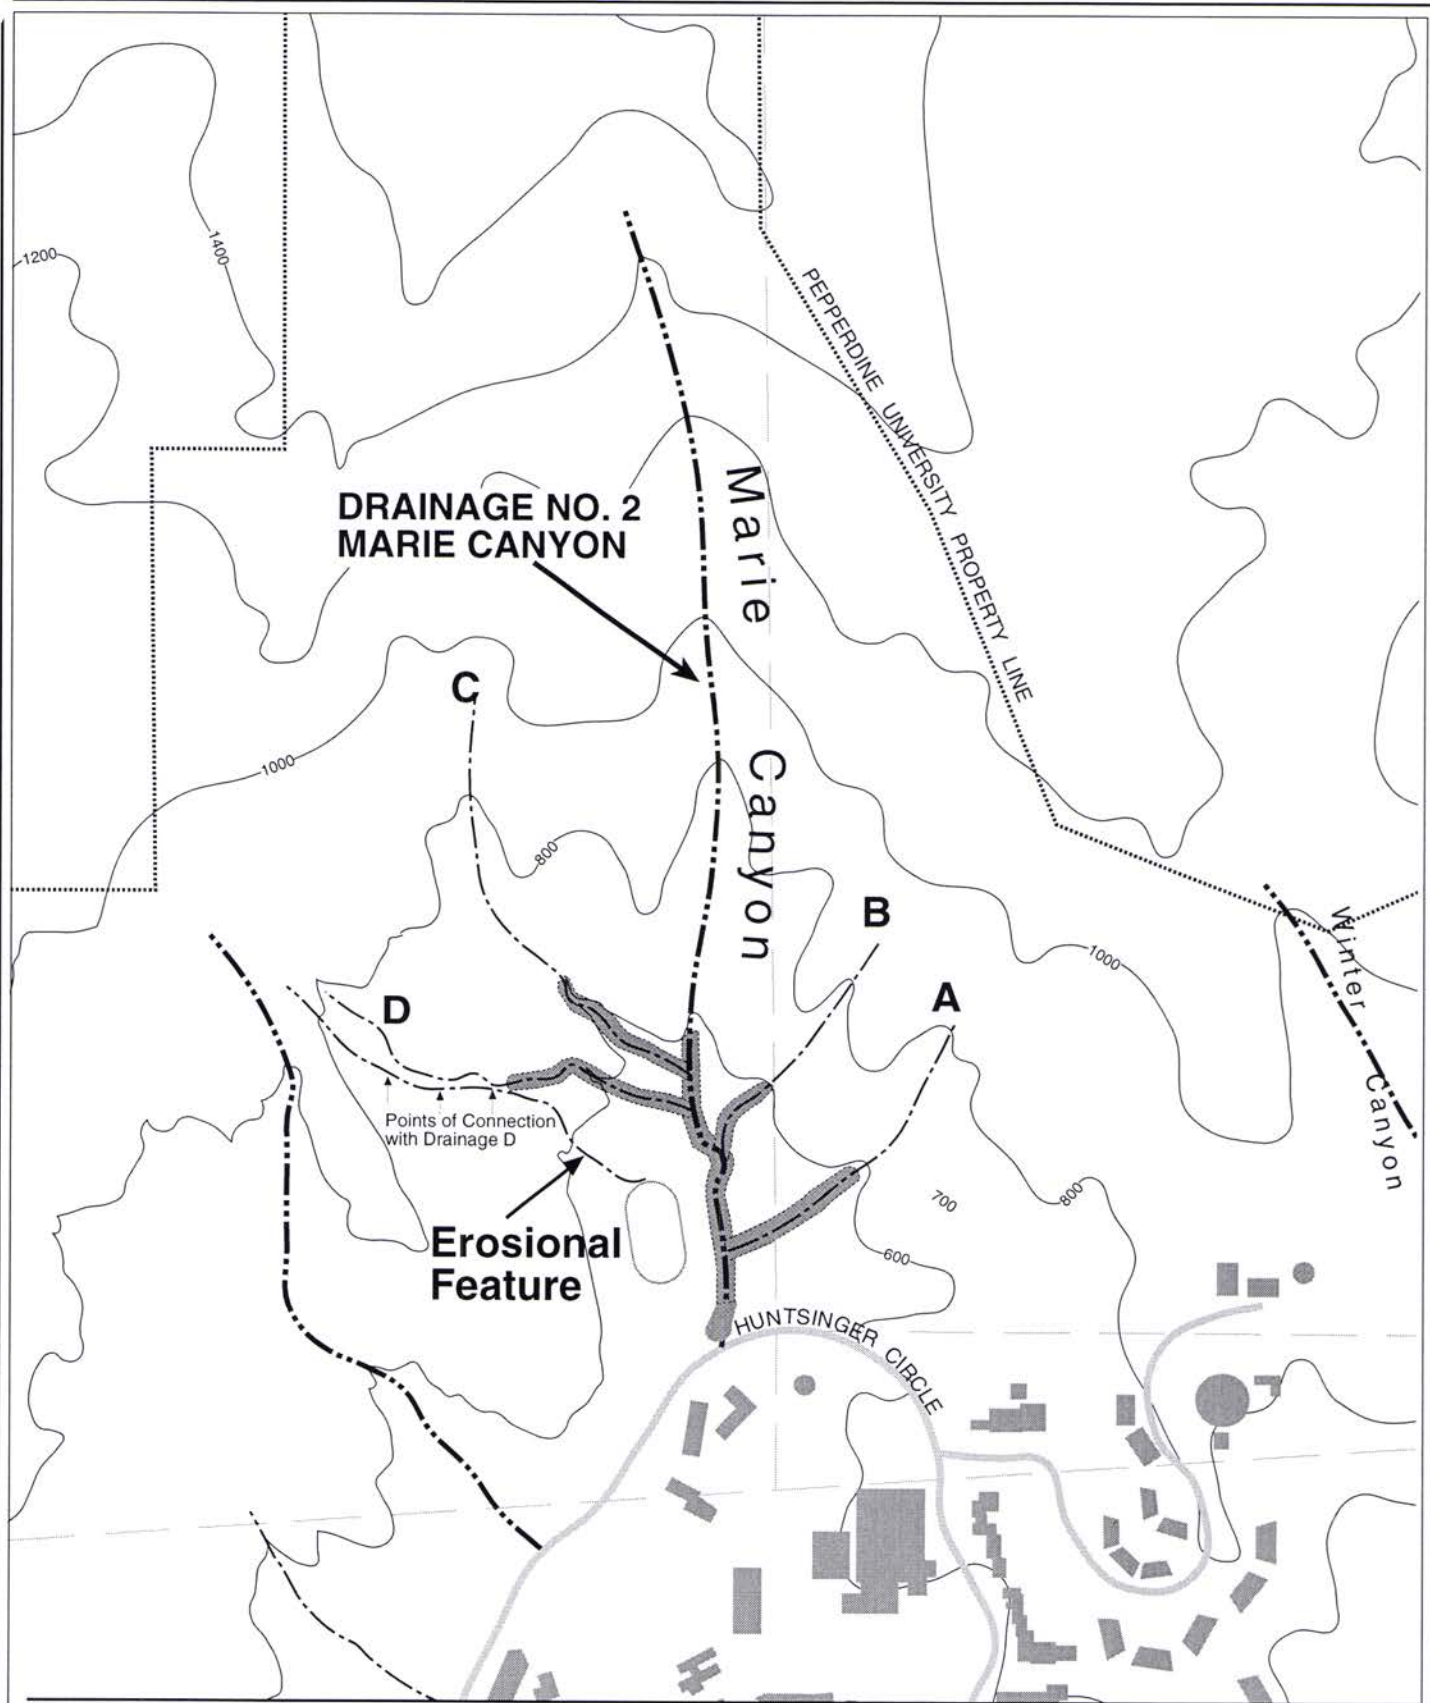 1200
1400
PEPPERDINE UNIVERSITY PROPERTY LINE
DRAINAGE NO. 2
MARIE CANYON
Marie Canyon
C
1000
800
B
1000
Winter Canyon
A
D
Points of Connection
with Drainage D
700
800
Erosional
Feature
600
HUNTSINGER CIRCLE